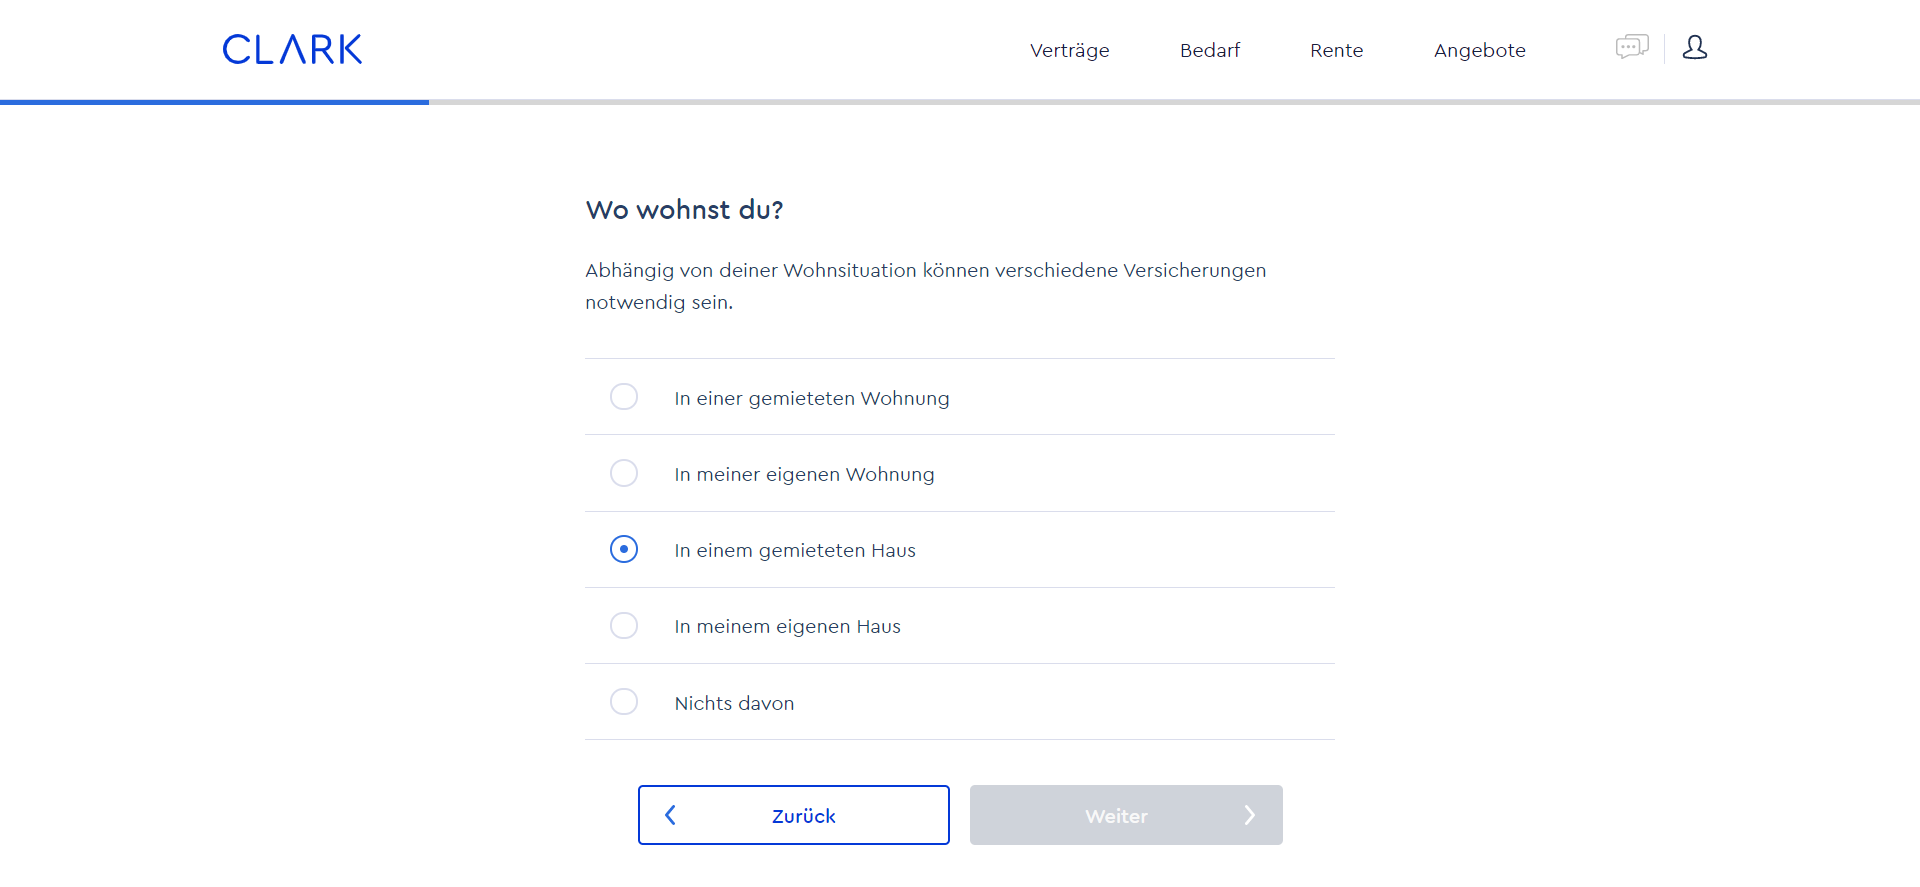 CLARK
Verträge
Bedarf
Rente
Angebote
Wo wohnst du?
Abhängig von deiner Wohnsituation können verschiedene Versicherungen
notwendig sein.
In einer gemieteten Wohnung
In meiner eigenen Wohnung
In einem gemieteten Haus
In meinem eigenen Haus
Nichts davon
Zurück
Weiter